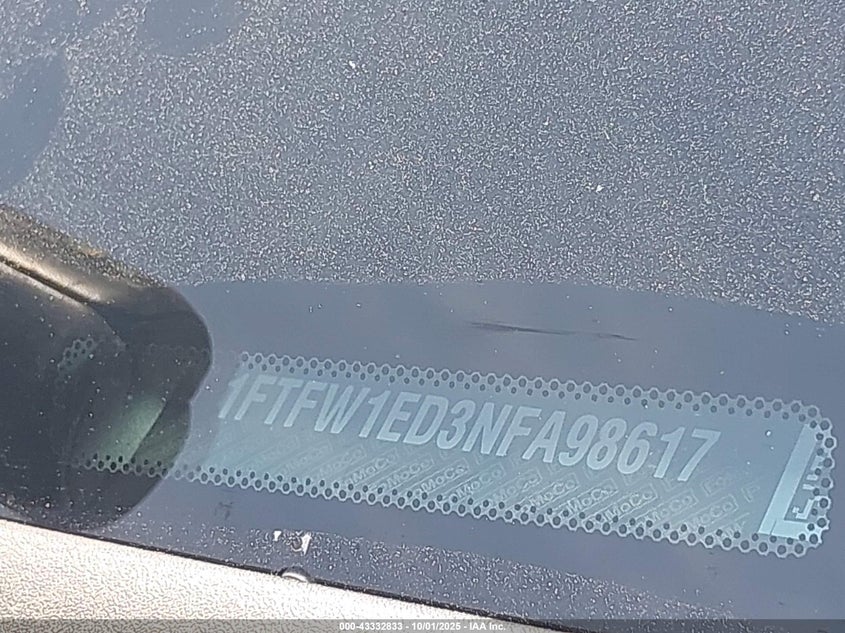 1FTFW1ED3NFA98617
000-43332833 - 10/01/2025 - IAA Inc.